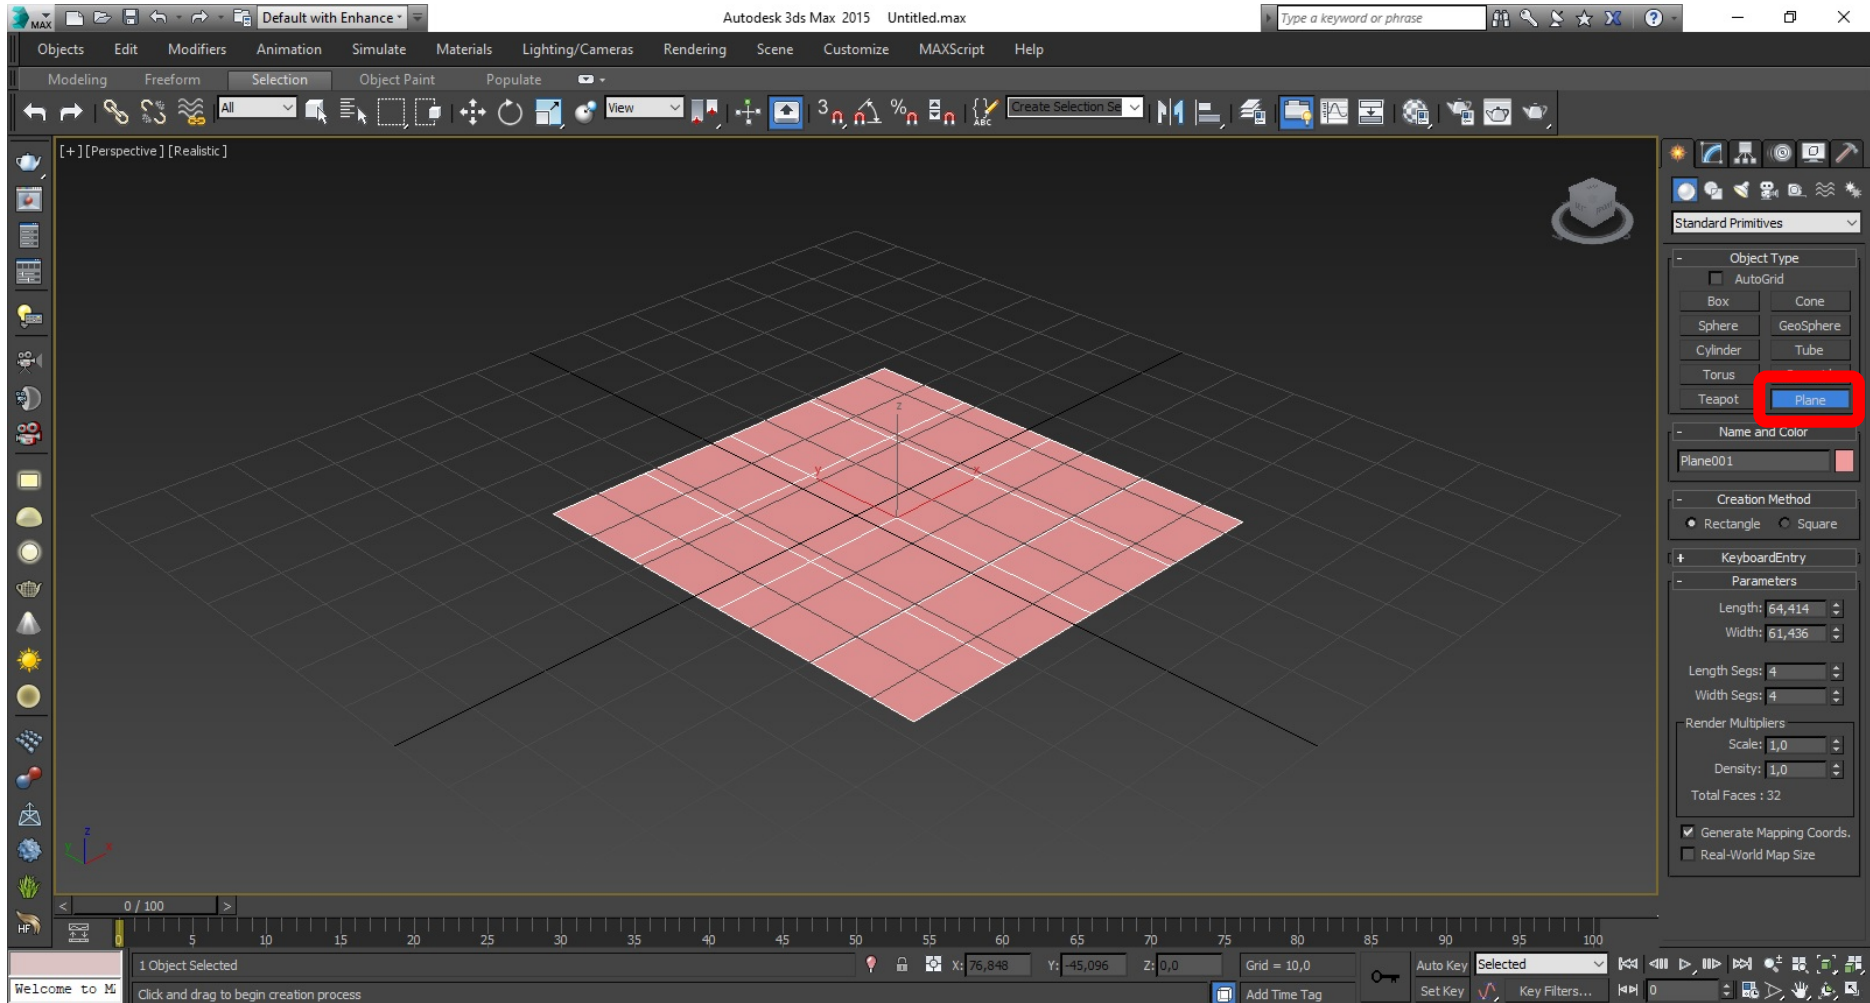 MAX Default with Enhance Autodesk 3ds Max 2015 Untitled.max Type a keyword or phrase
Objects Edit Modifiers Animation Simulate Materials Lighting/Cameras Rendering Scene Customize MAXScript Help
Modeling Freeform Selection Object Paint Populate
All View 3 % ABC Create Selection Se
[+] [Perspective] [Realistic]
Standard Primitives
- Object Type
AutoGrid
Box Cone
Sphere GeoSphere
Cylinder Tube
Torus
Teapot Plane
- Name and Color
Plane001
- Creation Method
Rectangle Square
+ KeyboardEntry
- Parameters
Length: 64,414
Width: 61,436
Length Segs: 4
Width Segs: 4
Render Multipliers
Scale: 1,0
Density: 1,0
Total Faces : 32
Generate Mapping Coords.
Real-World Map Size
z
y x
z
y x
HF
< 0 / 100 >
0 5 10 15 20 25 30 35 40 45 50 55 60 65 70 75 80 85 90 95 100
1 Object Selected X: 76,848 Y: -45,096 Z: 0,0 Grid = 10,0 Auto Key Selected
Welcome to Click and drag to begin creation process Add Time Tag Set Key Key Filters... 0